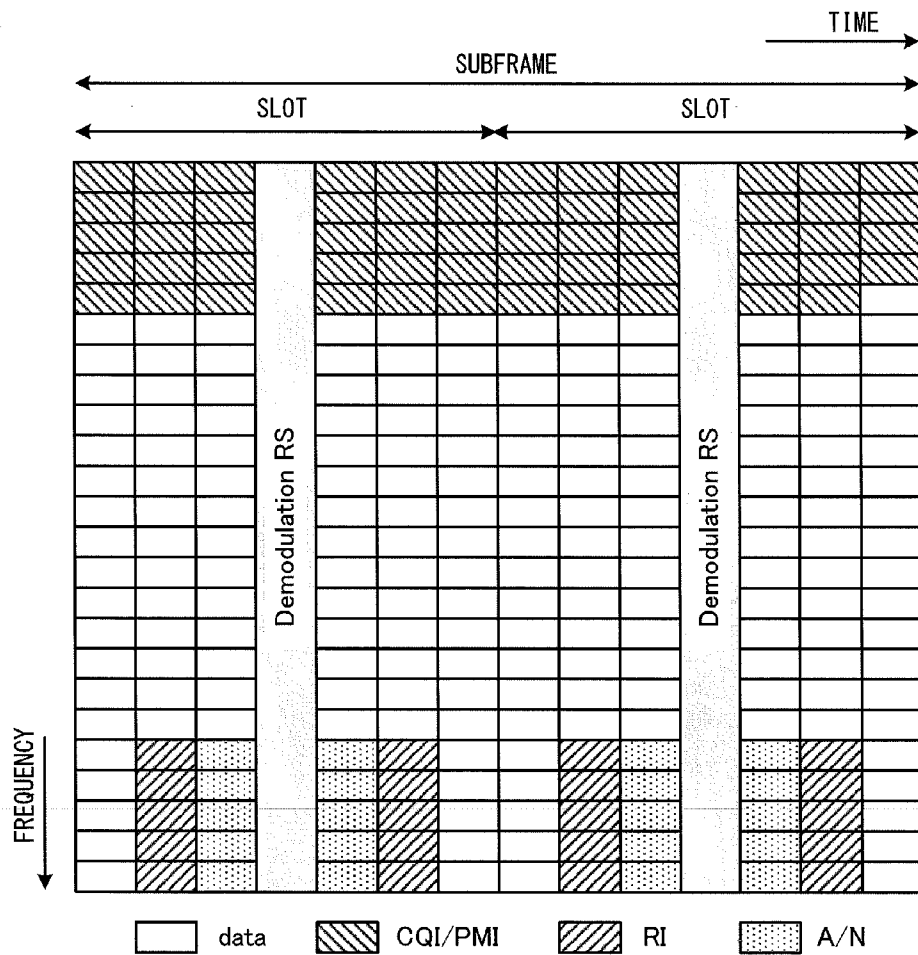 TIME
SUBFRAME
SLOT
SLOT
Demodulation RS
Demodulation RS
FREQUENCY
data
CQI/PMI
RI
A/N